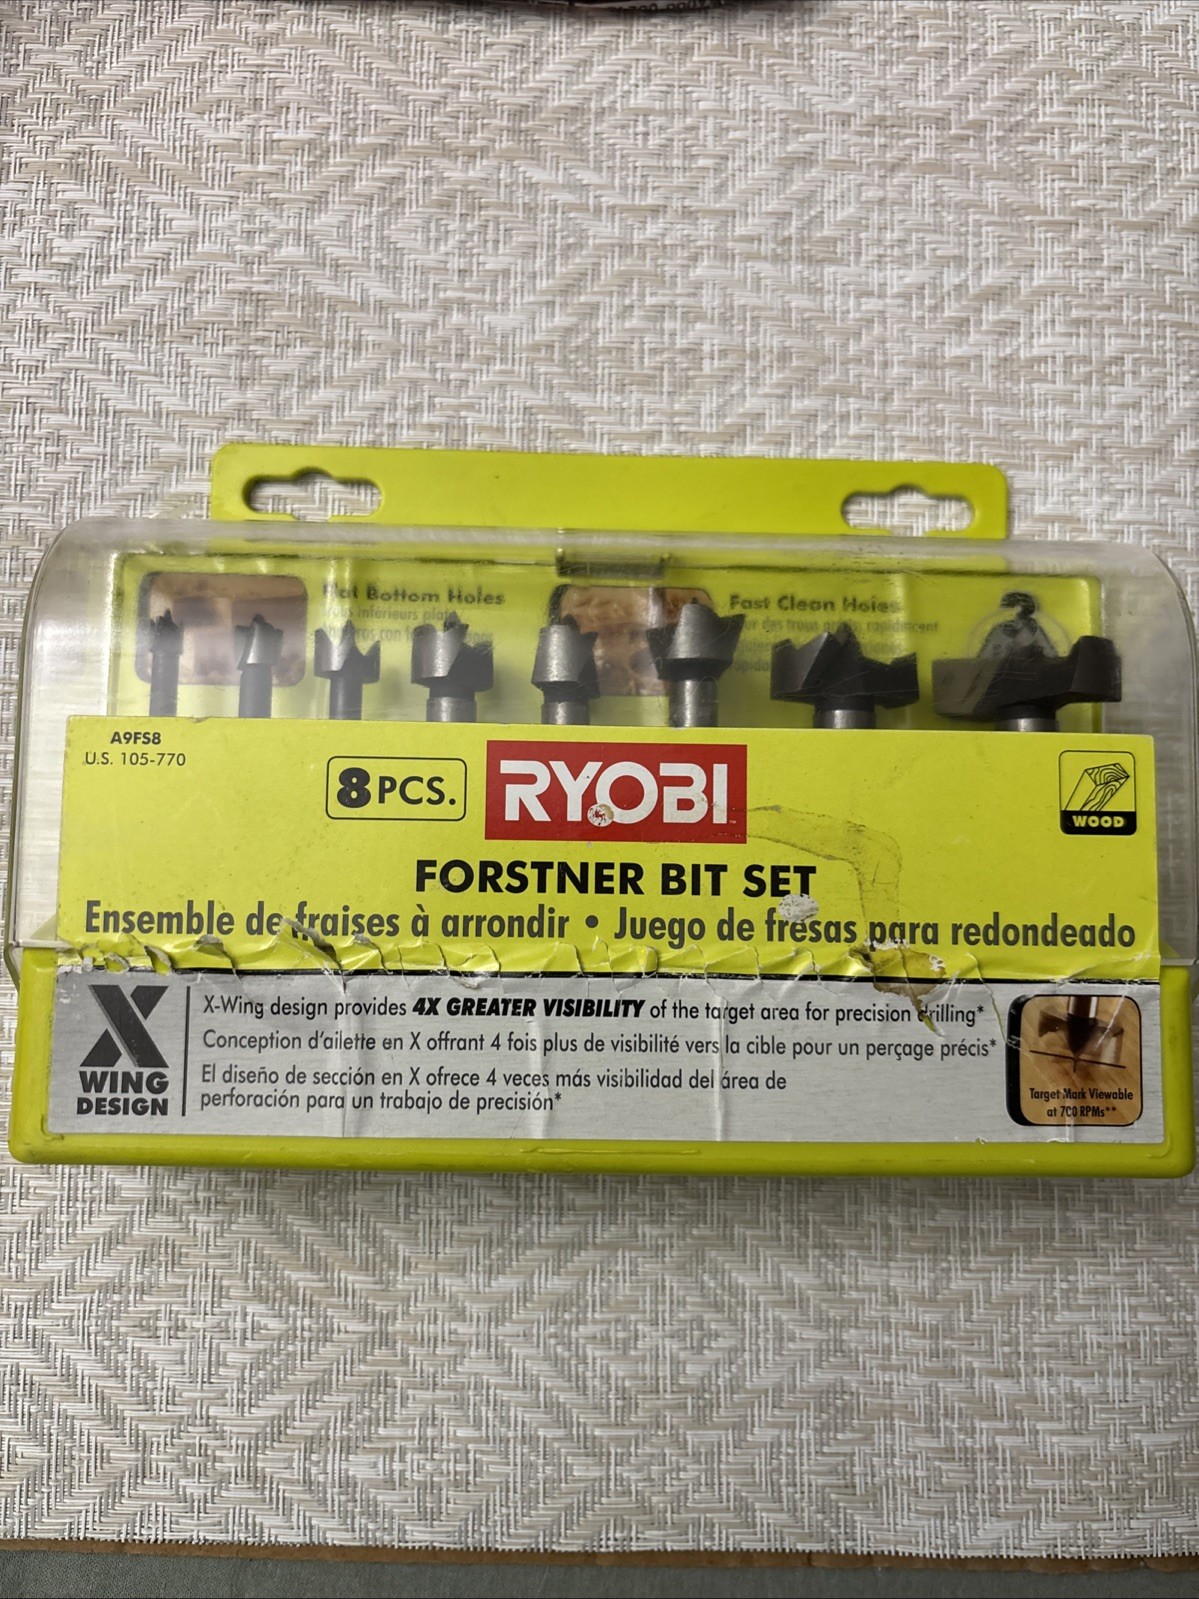 Bottom Holes
Fast Clean Holes
A9FS8
U.S. 105-770
8 PCS.
RYOBI
WOOD
FORSTNER BIT SET
Ensemble de fraises à arrondir • Juego de fresas para redondeado
X
WING
DESIGN
X-Wing design provides 4X GREATER VISIBILITY of the target area for precision drilling*
Conception d'ailette en X offrant 4 fois plus de visibilité vers la cible pour un perçage précis*
El diseño de sección en X ofrece 4 veces más visibilidad del área de
perforación para un trabajo de precisión*
Target Mark Viewable
at 700 RPMs**